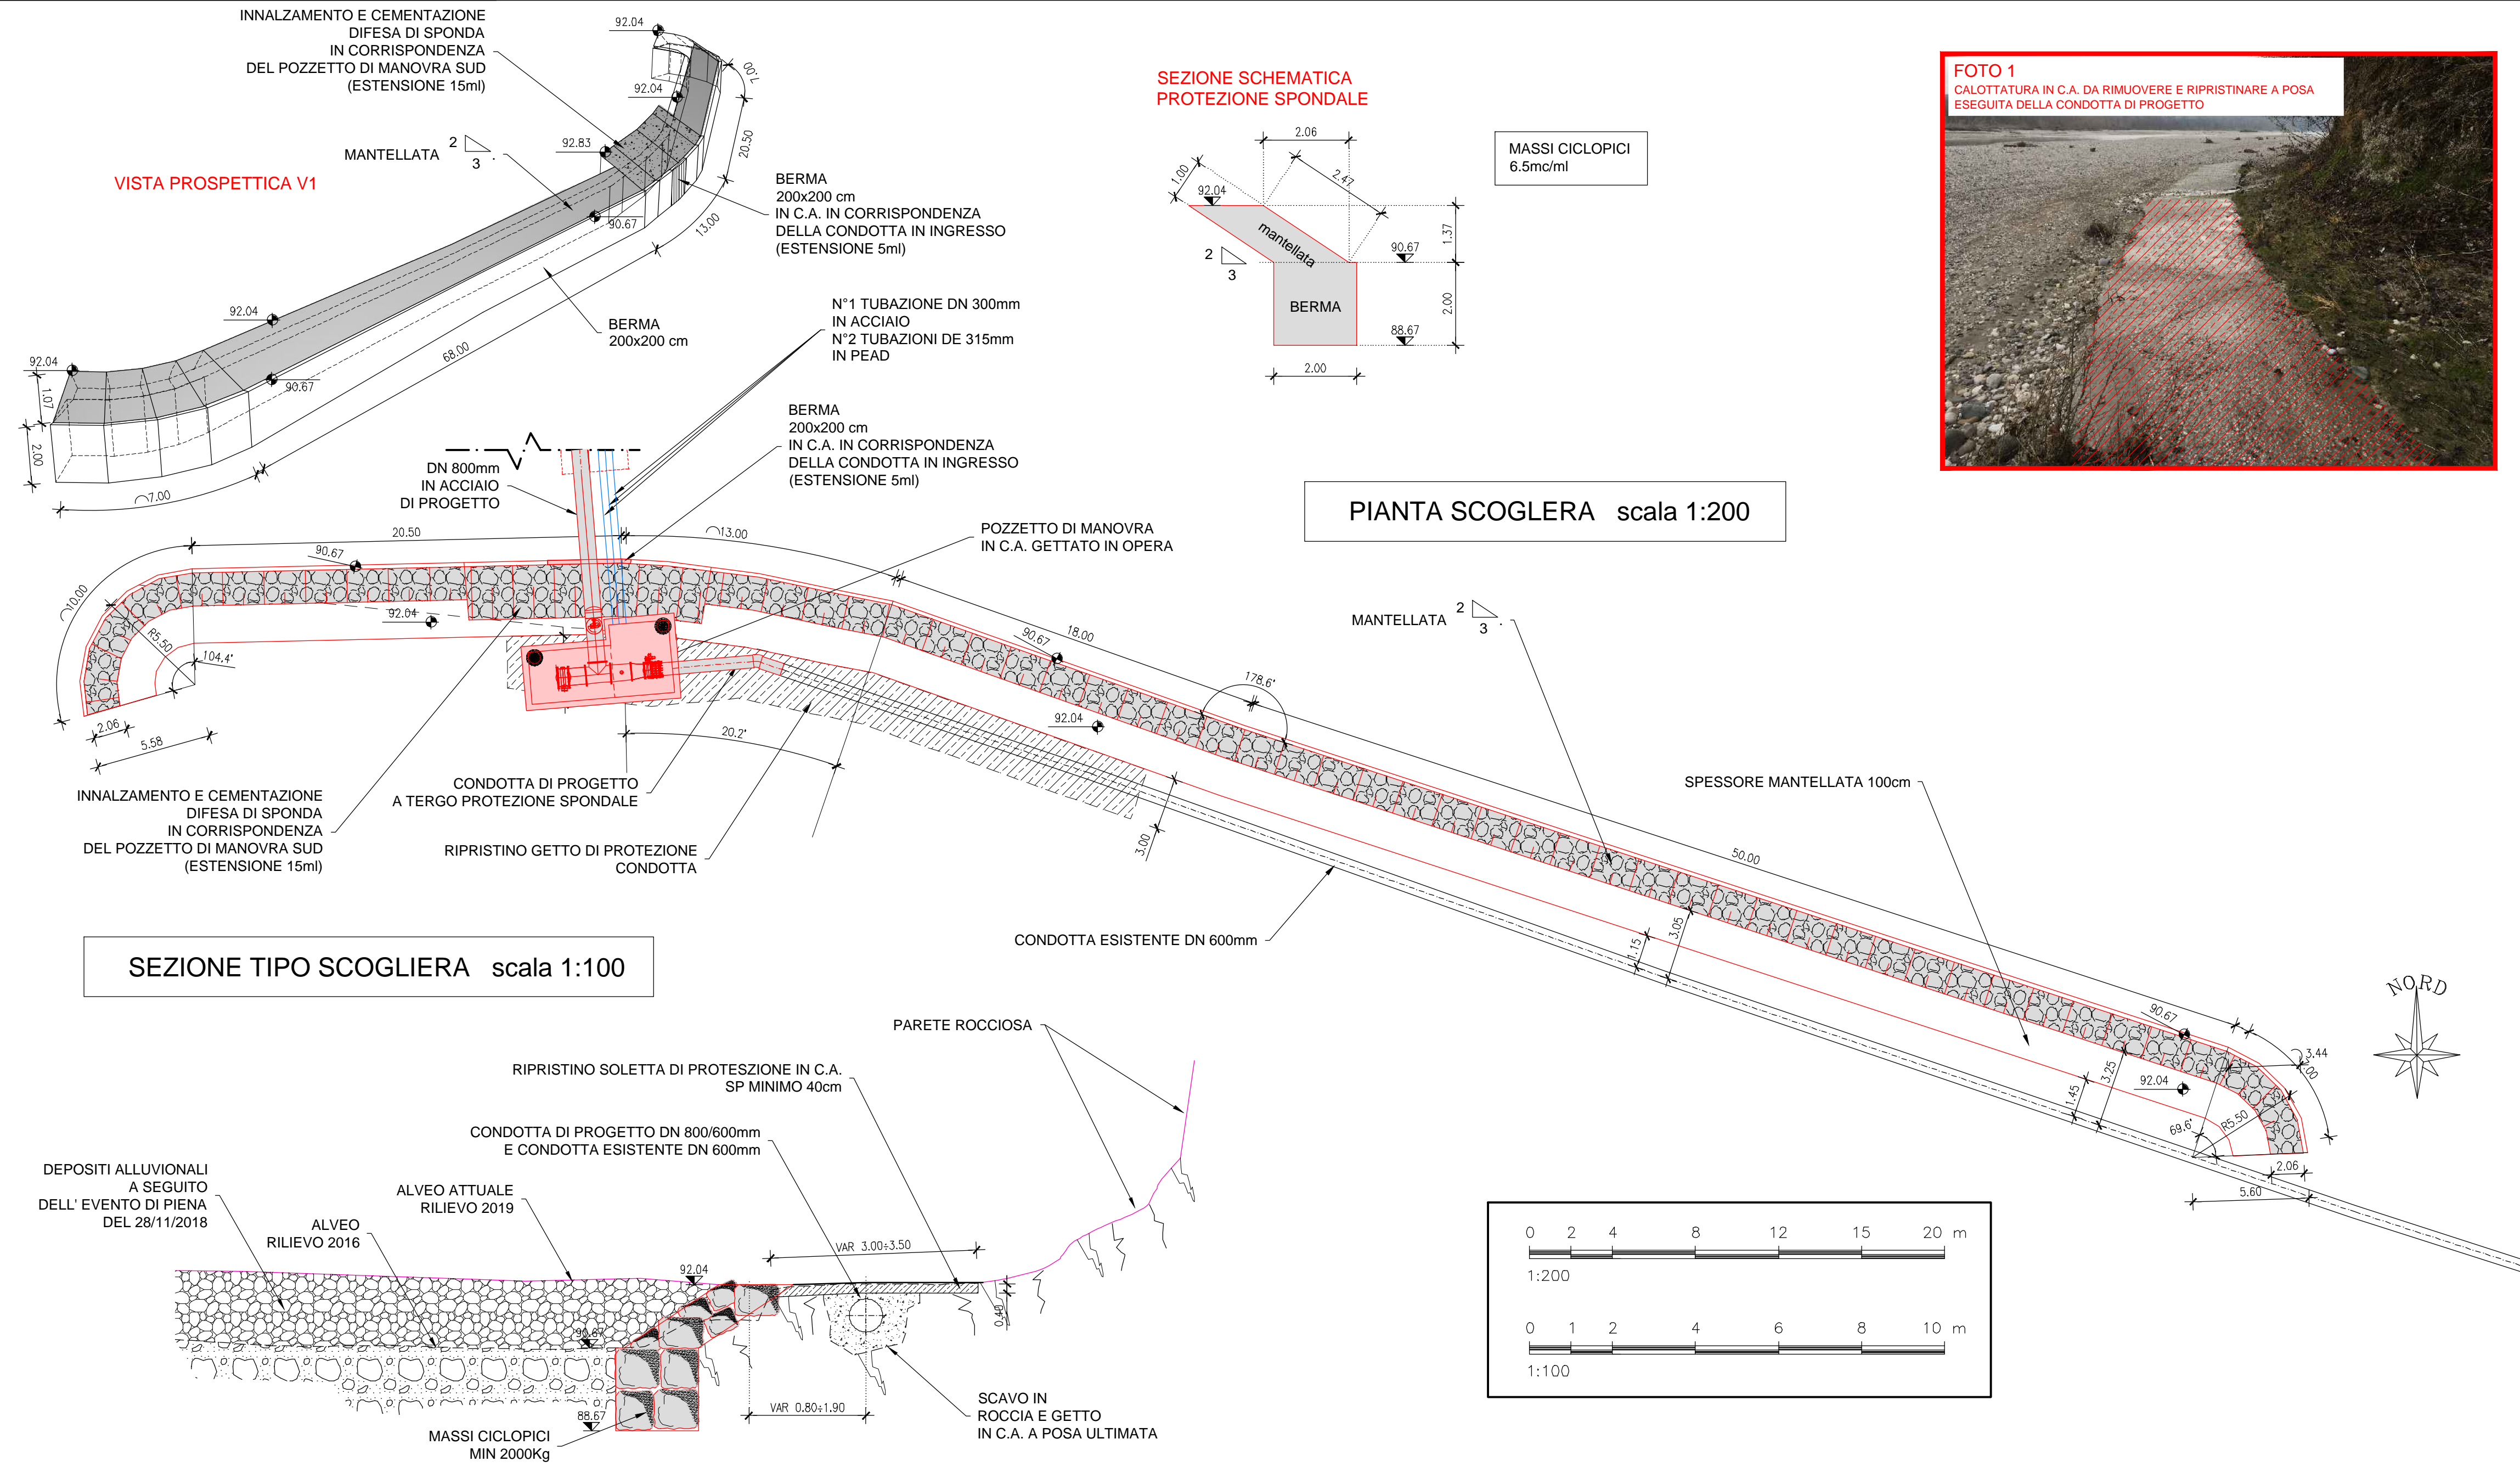 INNALZAMENTO E CEMENTAZIONE
DIFESA DI SPONDA
IN CORRISPONDENZA
DEL POZZETTO DI MANOVRA SUD
(ESTENSIONE 15ml)
MANTELLATA
2
3
VISTA PROSPETTICA V1
92.04
92.04
92.83
90.67
92.04
90.67
92.04
1.07
2.00
7.00
68.00
13.00
20.50
7.00
BERMA
200x200 cm
IN C.A. IN CORRISPONDENZA
DELLA CONDOTTA IN INGRESSO
(ESTENSIONE 5ml)
BERMA
200x200 cm
SEZIONE SCHEMATICA
PROTEZIONE SPONDALE
2.06
1.00
2.47
92.04
mantellata
2
3
90.67
1.37
BERMA
2.00
88.67
2.00
MASSI CICLOPICI
6.5mc/ml
FOTO 1
CALOTTATURA IN C.A. DA RIMUOVERE E RIPRISTINARE A POSA
ESEGUITA DELLA CONDOTTA DI PROGETTO
N°1 TUBAZIONE DN 300mm
IN ACCIAIO
N°2 TUBAZIONI DE 315mm
IN PEAD
BERMA
200x200 cm
IN C.A. IN CORRISPONDENZA
DELLA CONDOTTA IN INGRESSO
(ESTENSIONE 5ml)
DN 800mm
IN ACCIAIO
DI PROGETTO
POZZETTO DI MANOVRA
IN C.A. GETTATO IN OPERA
PIANTA SCOGLERA scala 1:200
20.50
13.00
90.67
10.00
92.04
R5.50
104.4°
2.06
5.58
18.00
90.67
178.6°
92.04
20.2°
MANTELLATA
2
3
SPESSORE MANTELLATA 100cm
50.00
3.00
1.15
3.05
90.67
3.44
7.00
92.04
3.25
1.45
R5.50
69.6°
2.06
5.60
NORD
INNALZAMENTO E CEMENTAZIONE
DIFESA DI SPONDA
IN CORRISPONDENZA
DEL POZZETTO DI MANOVRA SUD
(ESTENSIONE 15ml)
CONDOTTA DI PROGETTO
A TERGO PROTEZIONE SPONDALE
RIPRISTINO GETTO DI PROTEZIONE
CONDOTTA
CONDOTTA ESISTENTE DN 600mm
SEZIONE TIPO SCOGLIERA scala 1:100
PARETE ROCCIOSA
RIPRISTINO SOLETTA DI PROTESZIONE IN C.A.
SP MINIMO 40cm
CONDOTTA DI PROGETTO DN 800/600mm
E CONDOTTA ESISTENTE DN 600mm
DEPOSITI ALLUVIONALI
A SEGUITO
DELL' EVENTO DI PIENA
DEL 28/11/2018
ALVEO ATTUALE
RILIEVO 2019
ALVEO
RILIEVO 2016
VAR 3.00÷3.50
92.04
0.40
90.67
88.67
VAR 0.80÷1.90
MASSI CICLOPICI
MIN 2000Kg
SCAVO IN
ROCCIA E GETTO
IN C.A. A POSA ULTIMATA
0 2 4 8 12 15 20 m
1:200
0 1 2 4 6 8 10 m
1:100